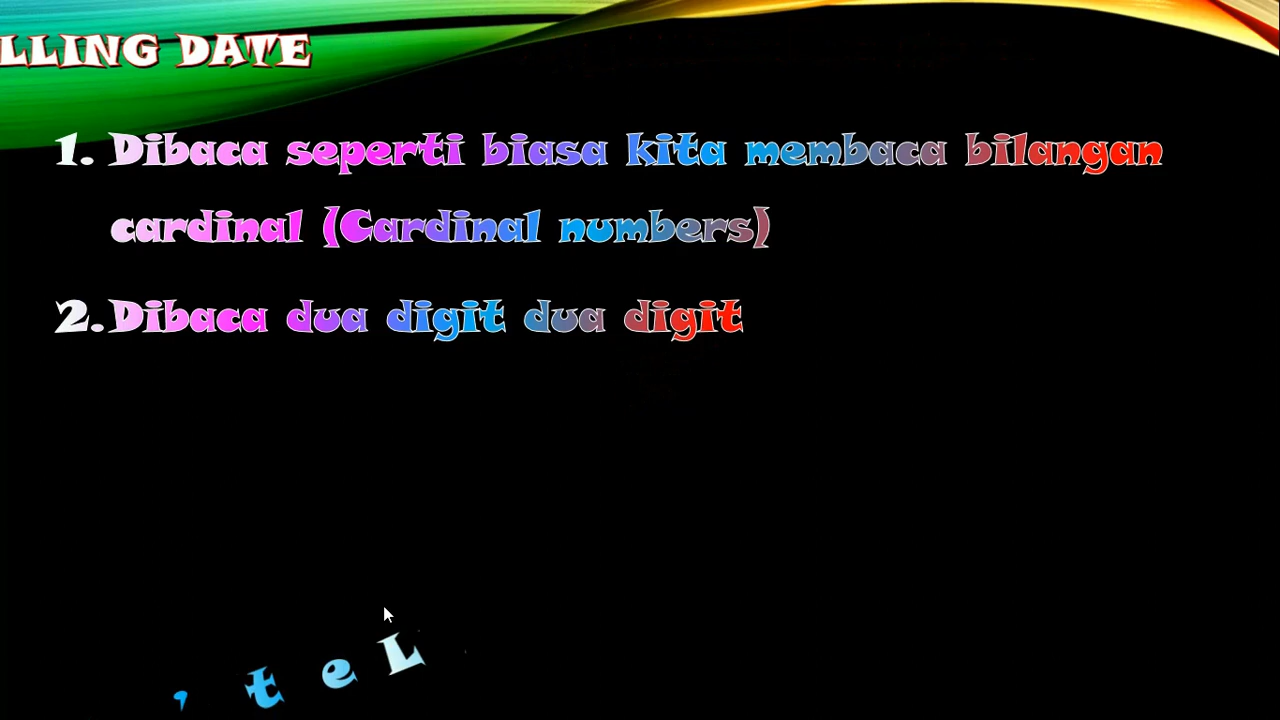 LLING DATE
1. Dibaca seperti biasa kita membaca bilangan
cardinal (Cardinal numbers)
2.Dibaca dua digit dua digit
' t e L